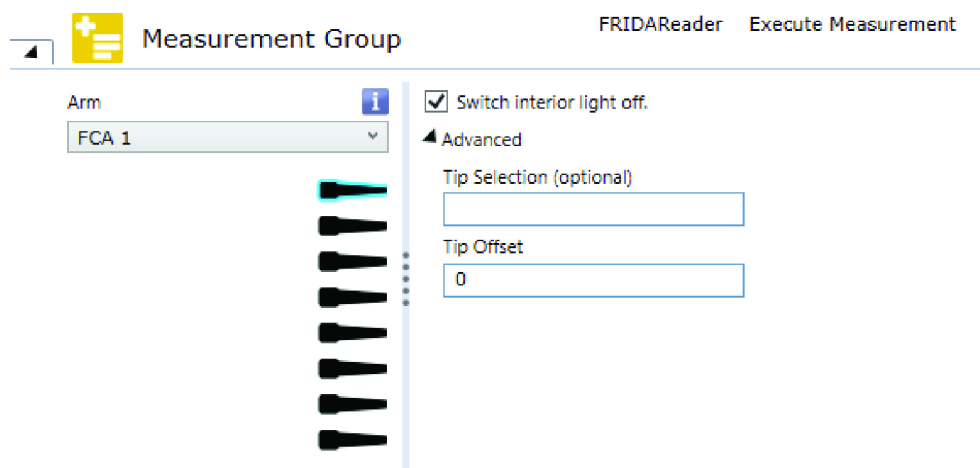 Measurement Group
FRIDAReader Execute Measurement
Arm
FCA 1
Switch interior light off.
Advanced
Tip Selection (optional)
Tip Offset
0